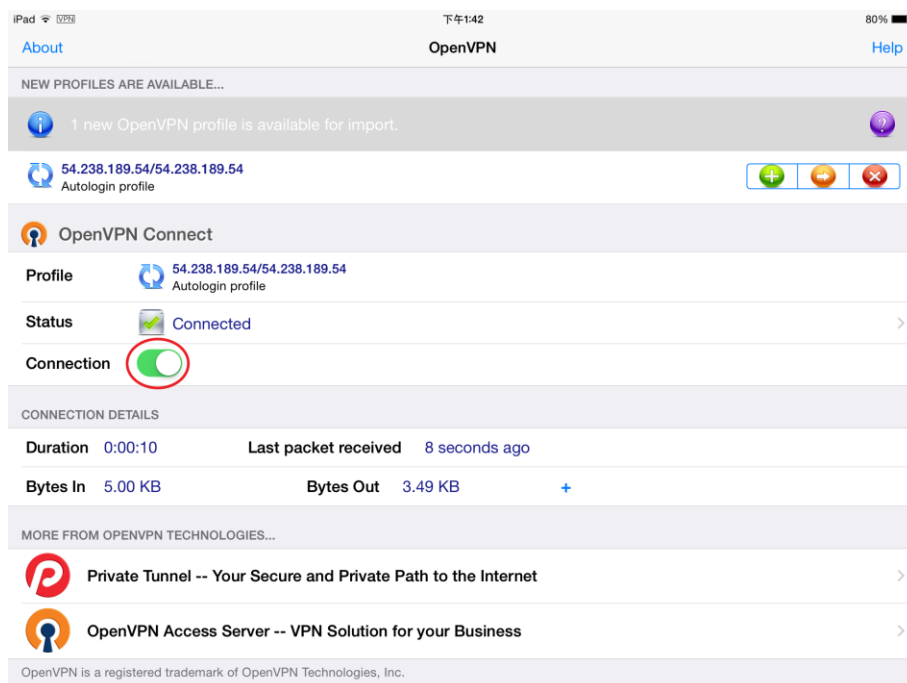 iPad VPN 下午1:42 80%
About OpenVPN Help
NEW PROFILES ARE AVAILABLE...
1 new OpenVPN profile is available for import.
54.238.189.54/54.238.189.54
Autologin profile
OpenVPN Connect
Profile 54.238.189.54/54.238.189.54
Autologin profile
Status Connected
Connection
CONNECTION DETAILS
Duration 0:00:10 Last packet received 8 seconds ago
Bytes In 5.00 KB Bytes Out 3.49 KB +
MORE FROM OPENVPN TECHNOLOGIES...
Private Tunnel -- Your Secure and Private Path to the Internet
OpenVPN Access Server -- VPN Solution for your Business
OpenVPN is a registered trademark of OpenVPN Technologies, Inc.